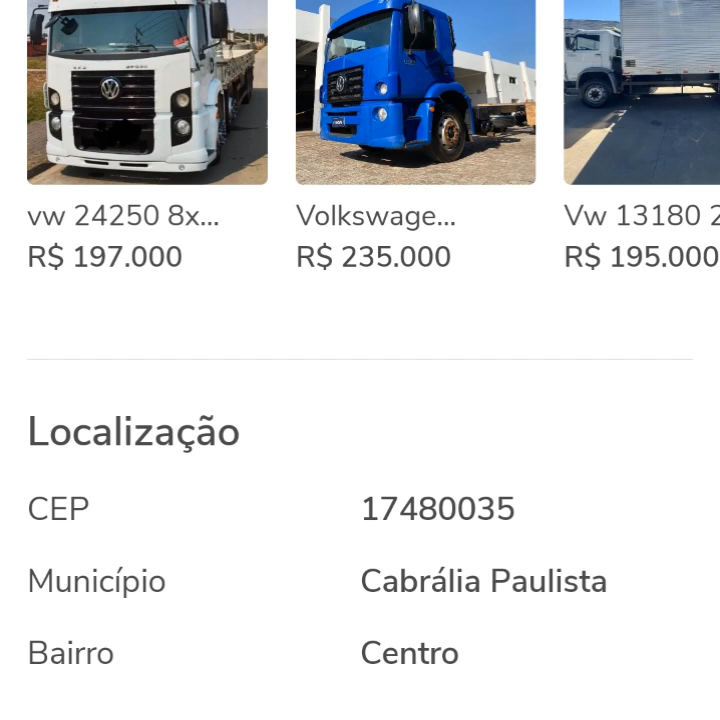 vw 24250 8x...
Volkswage...
Vw 13180 2
R$ 197.000
R$ 235.000
R$ 195.000
Localização
CEP
17480035
Município
Cabrália Paulista
Bairro
Centro